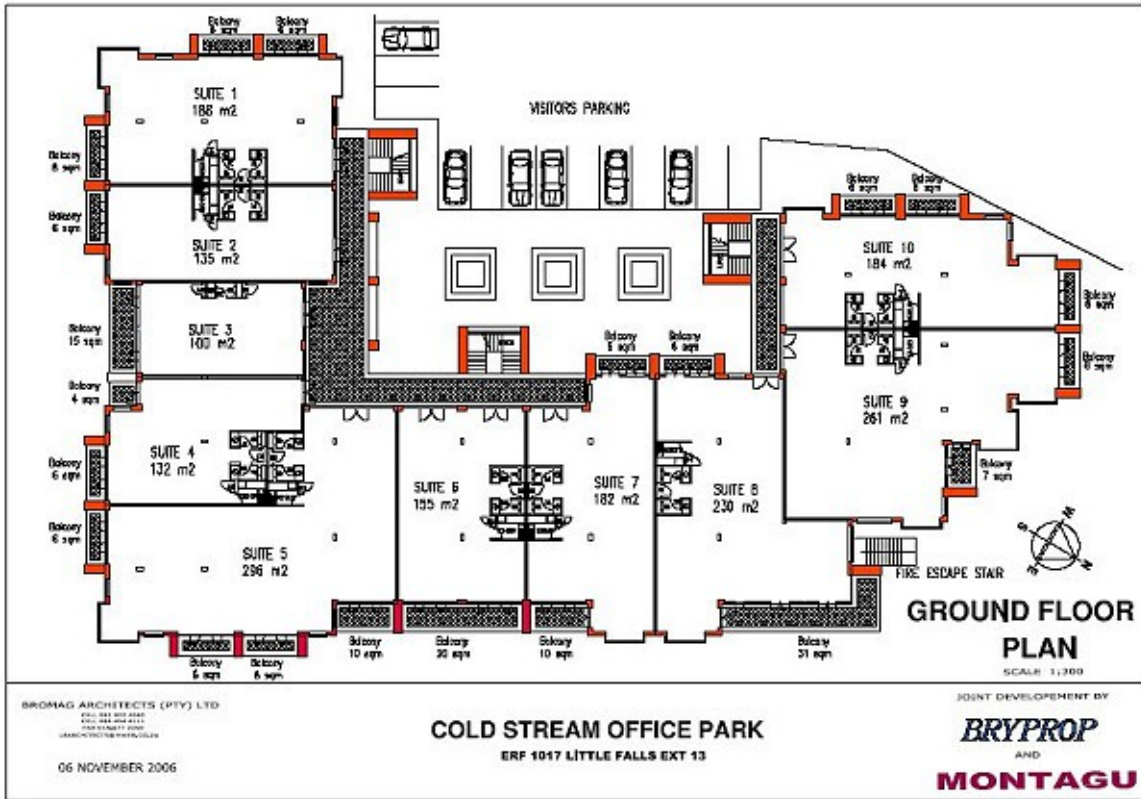 Balcony
6 sqm
Balcony
6 sqm
SUITE 1
188 m2
VISITORS PARKING
Balcony
6 sqm
Balcony
6 sqm
SUITE 2
135 m2
Balcony
6 sqm
Balcony
6 sqm
SUITE 10
184 m2
Balcony
6 sqm
Balcony
15 sqm
SUITE 3
100 m2
Balcony
5 sqm
Balcony
6 sqm
Balcony
6 sqm
Balcony
4 sqm
SUITE 9
261 m2
SUITE 4
132 m2
Balcony
6 sqm
SUITE 6
155 m2
SUITE 7
182 m2
SUITE 8
230 m2
Balcony
7 sqm
Balcony
6 sqm
SUITE 5
296 m2
S
W
E
N
FIRE ESCAPE STAIR
Balcony
6 sqm
Balcony
6 sqm
Balcony
10 sqm
Balcony
20 sqm
Balcony
10 sqm
Balcony
31 sqm
GROUND FLOOR
PLAN
SCALE 1:200
BROMAG ARCHITECTS (PTY) LTD
06 NOVEMBER 2006
COLD STREAM OFFICE PARK
ERF 1017 LITTLE FALLS EXT 13
JOINT DEVELOPEMENT BY
BRYPROP
AND
MONTAGU